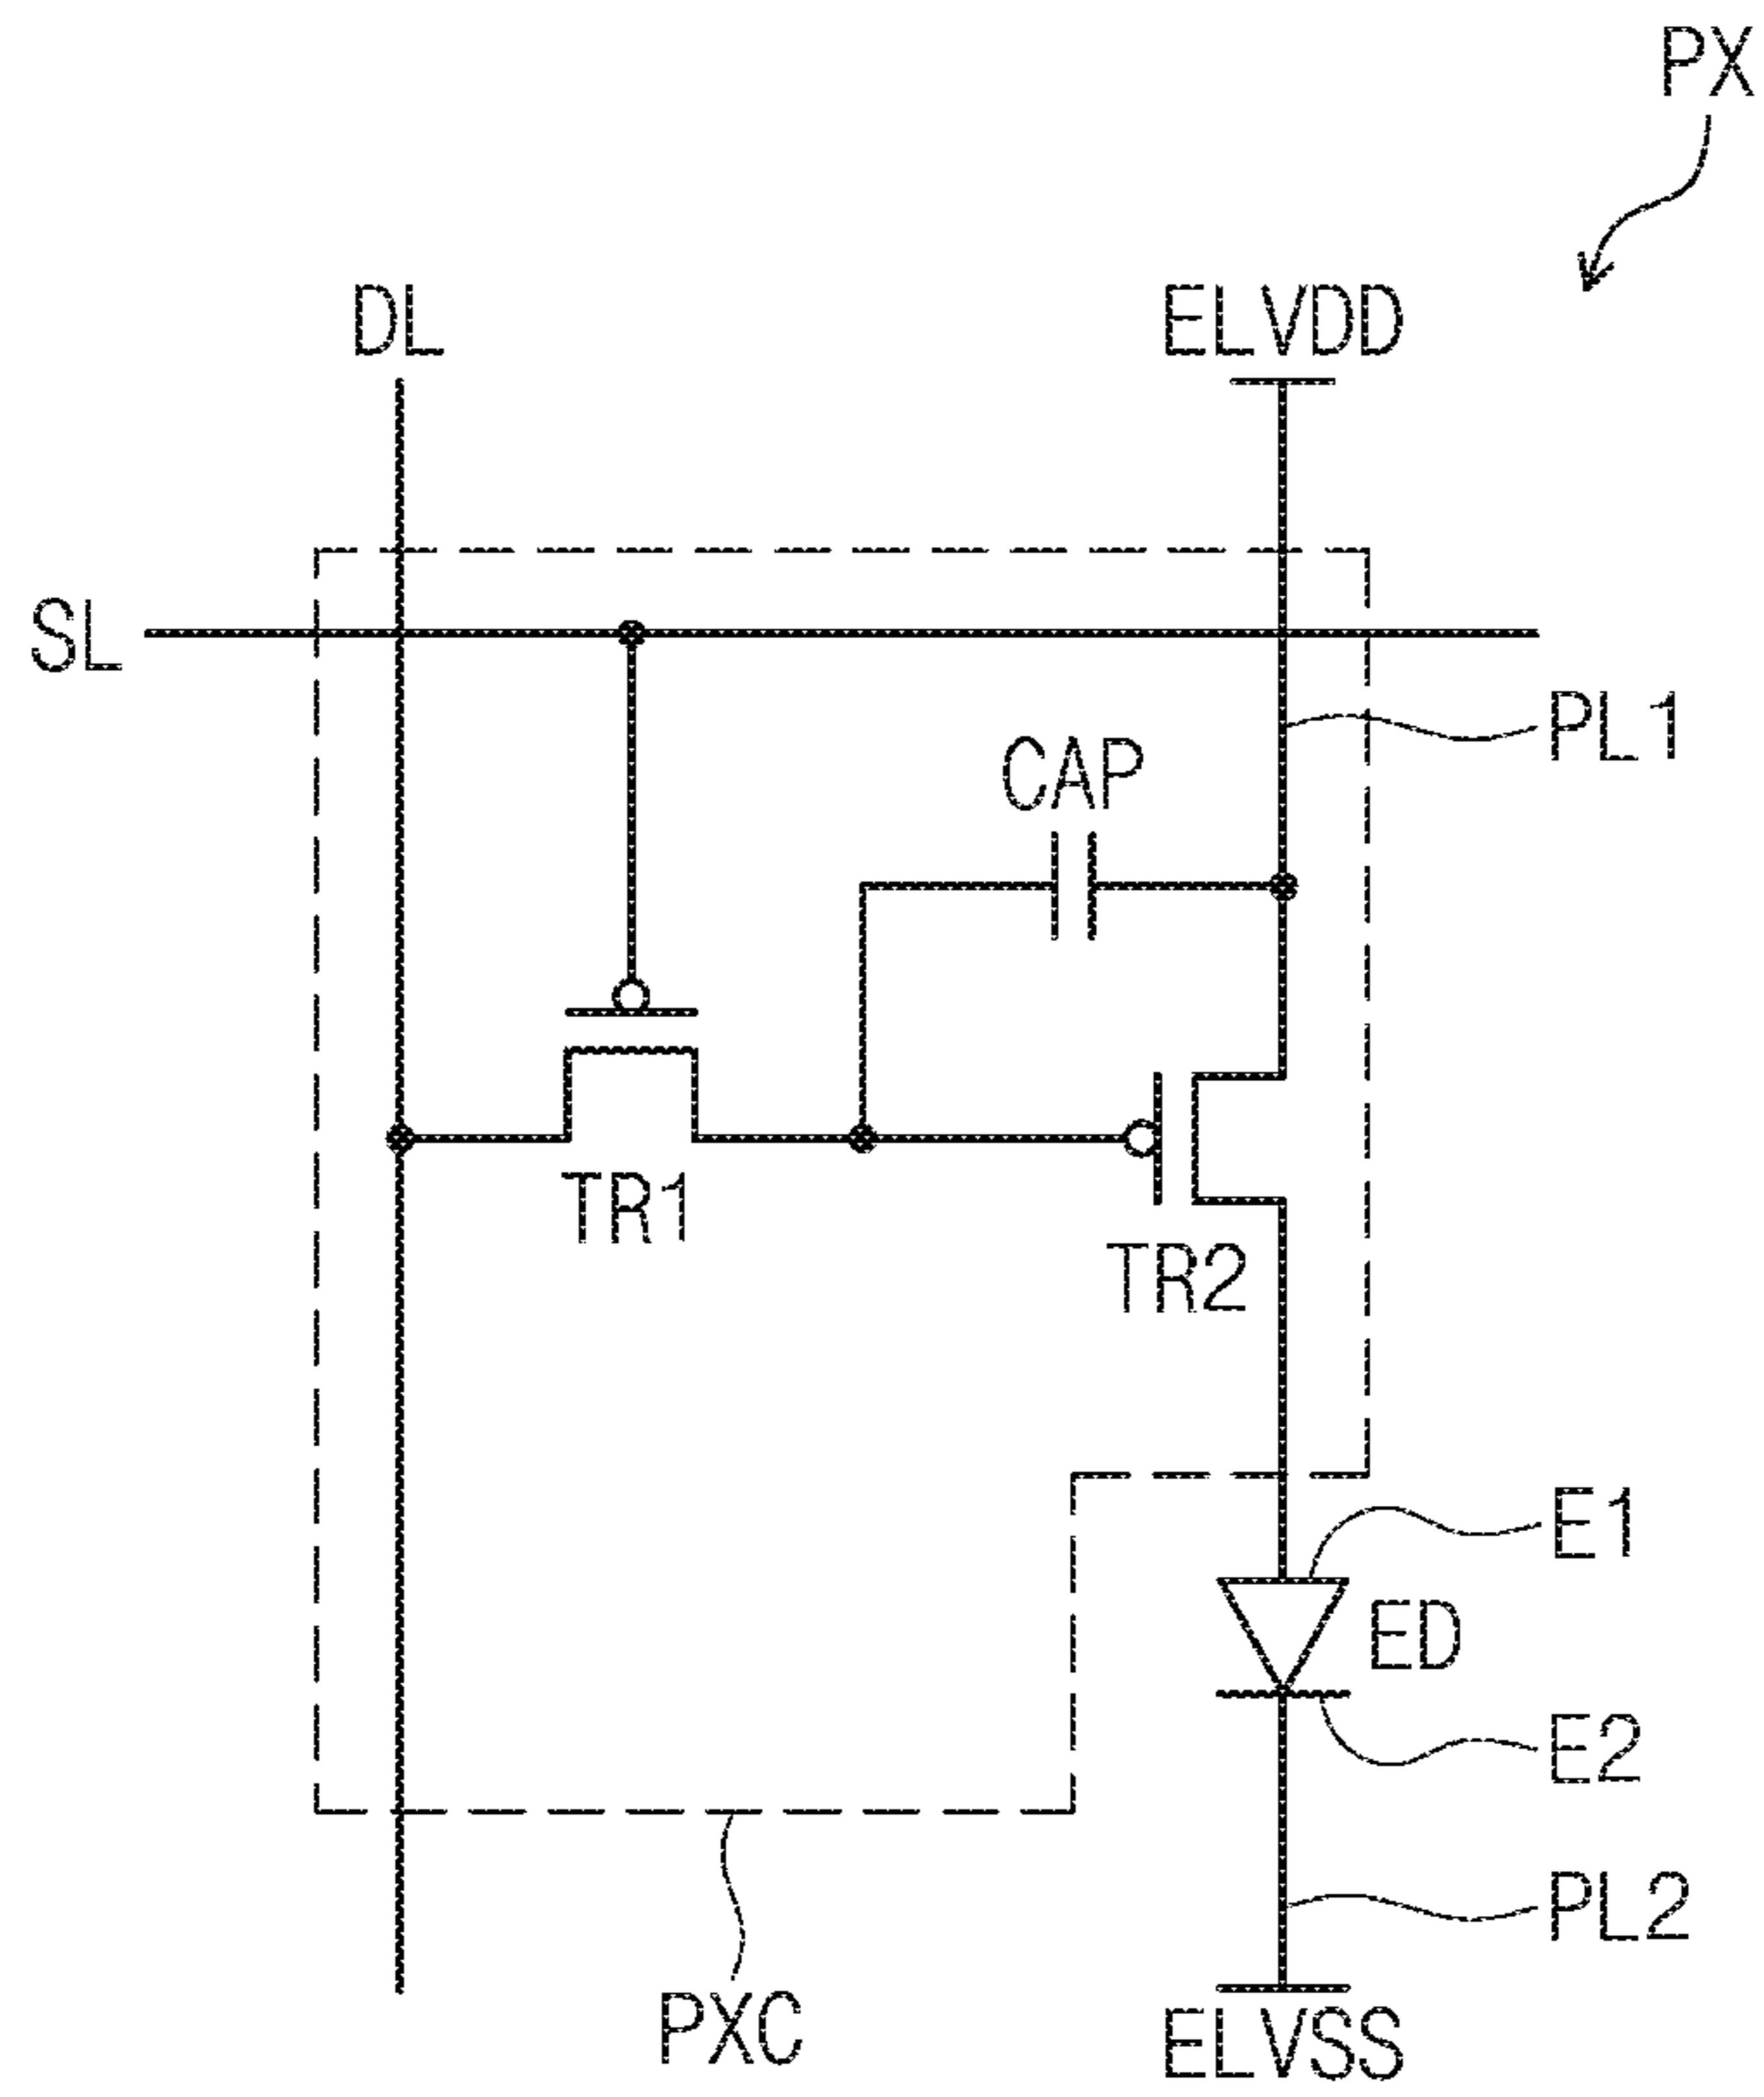 PX
DL
ELVDD
SL
PL1
CAP
TR1
TR2
E1
ED
E2
PL2
PXC
ELVSS